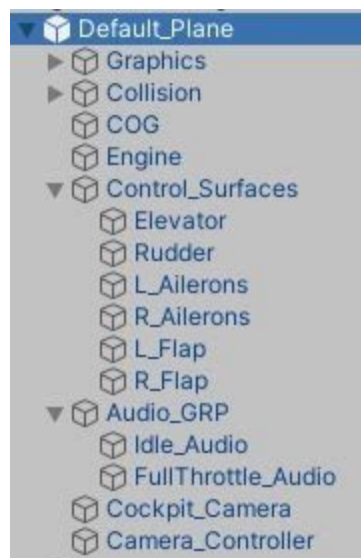 Default_Plane
Graphics
Collision
COG
Engine
Control_Surfaces
Elevator
Rudder
L_Ailerons
R_Ailerons
L_Flap
R_Flap
Audio_GRP
Idle_Audio
FullThrottle_Audio
Cockpit_Camera
Camera_Controller